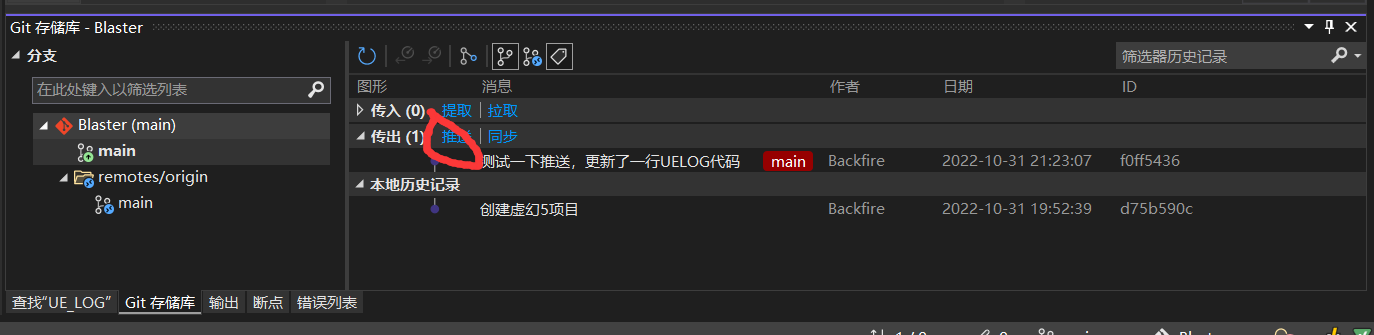 Git 存储库 - Blaster
分支
在此处键入以筛选列表
Blaster (main)
main
remotes/origin
main
筛选器历史记录
图形 消息 作者 日期 ID
传入 (0) 提取 拉取
传出 (1) 推送 同步
测试一下推送，更新了一行UELOG代码 main Backfire 2022-10-31 21:23:07 f0ff5436
本地历史记录
创建虚幻5项目 Backfire 2022-10-31 19:52:39 d75b590c
查找"UE_LOG" Git 存储库 输出 断点 错误列表